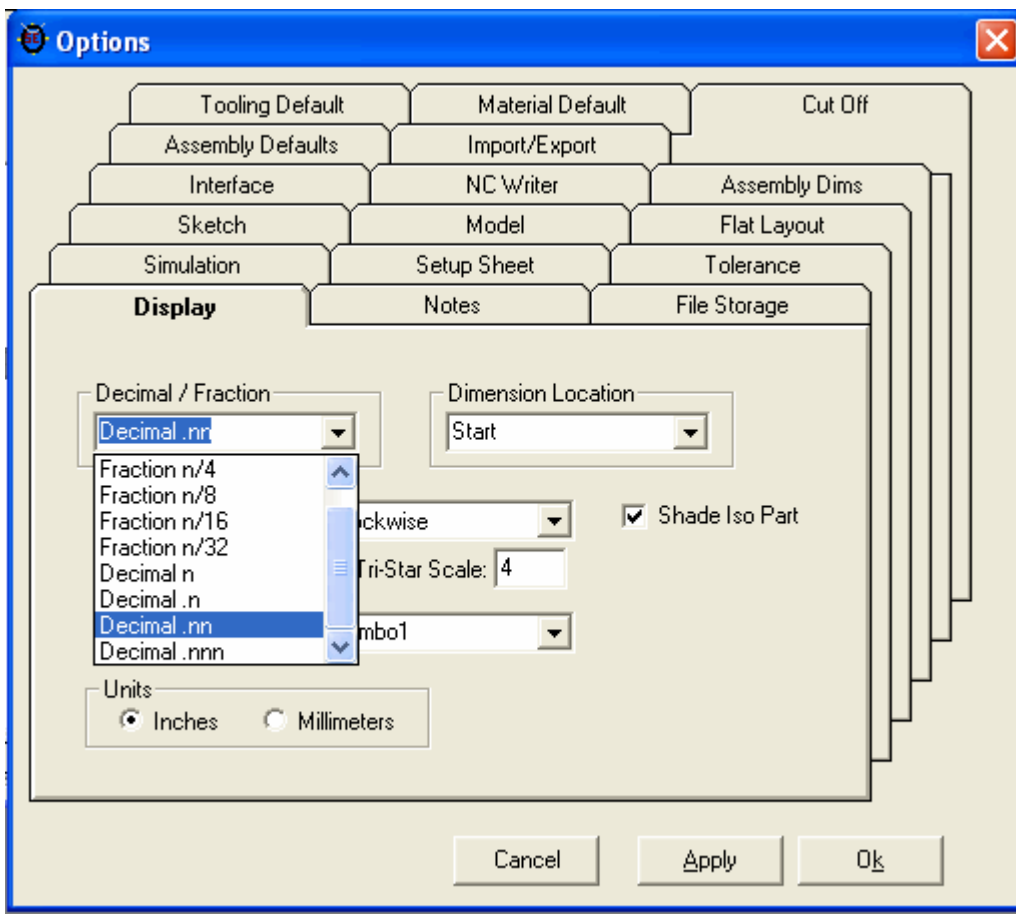 Options
Tooling Default Material Default Cut Off
Assembly Defaults Import/Export
Interface NC Writer Assembly Dims
Sketch Model Flat Layout
Simulation Setup Sheet Tolerance
Display Notes File Storage
Decimal / Fraction Dimension Location
Decimal .nn Start
Fraction n/4
Fraction n/8
Fraction n/16 ckwise Shade Iso Part
Fraction n/32
Decimal n Tri-Star Scale: 4
Decimal .n
Decimal .nn mbo1
Decimal .nnn
Units
Inches Millimeters
Cancel Apply Ok